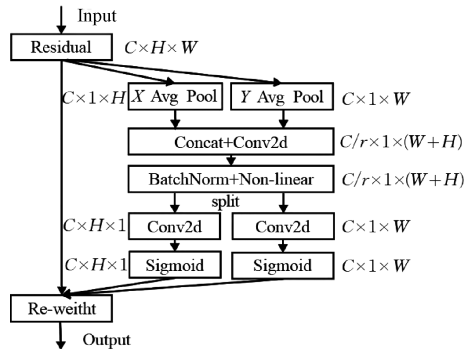 Input
Residual C×H×W
C×1×H X Avg Pool Y Avg Pool C×1×W
Concat+Conv2d C/r×1×(W+H)
BatchNorm+Non-linear C/r×1×(W+H)
split
C×H×1 Conv2d Conv2d C×1×W
C×H×1 Sigmoid Sigmoid C×1×W
Re-weitht
Output